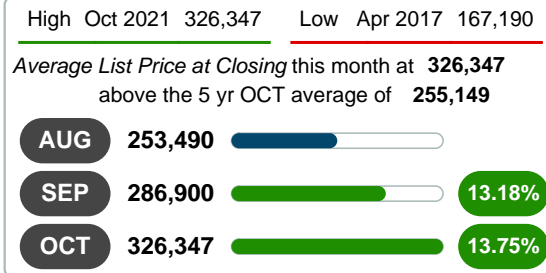 High Oct 2021 326,347 Low Apr 2017 167,190
Average List Price at Closing this month at 326,347
above the 5 yr OCT average of 255,149
AUG 253,490
SEP 286,900 13.18%
OCT 326,347 13.75%